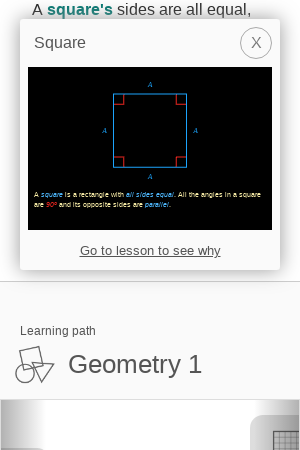 A square's sides are all equal,
Square
X
A
A
A
A
A square is a rectangle with all sides equal. All the angles in a square
are 90° and its opposite sides are parallel.
Go to lesson to see why
Learning path
Geometry 1